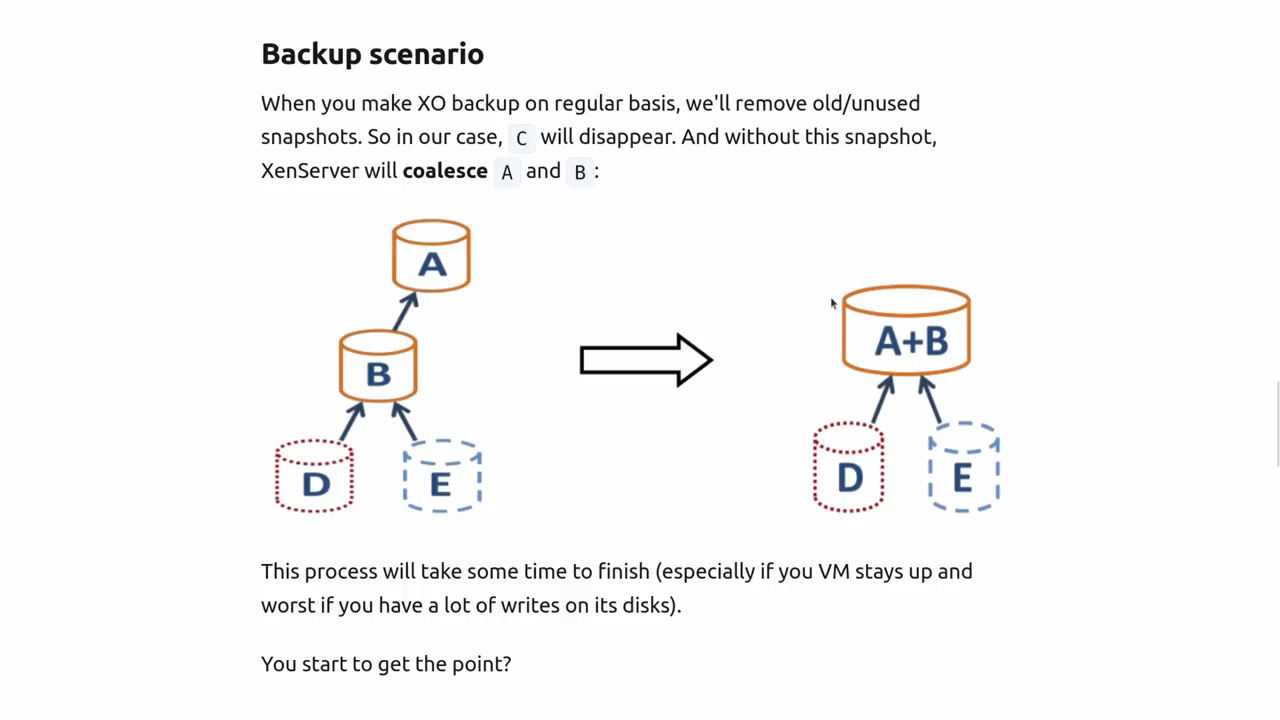 Backup scenario
When you make XO backup on regular basis, we'll remove old/unused
snapshots. So in our case, C will disappear. And without this snapshot,
XenServer will coalesce A and B :
A
B
D
E
A+B
D
E
This process will take some time to finish (especially if you VM stays up and
worst if you have a lot of writes on its disks).
You start to get the point?